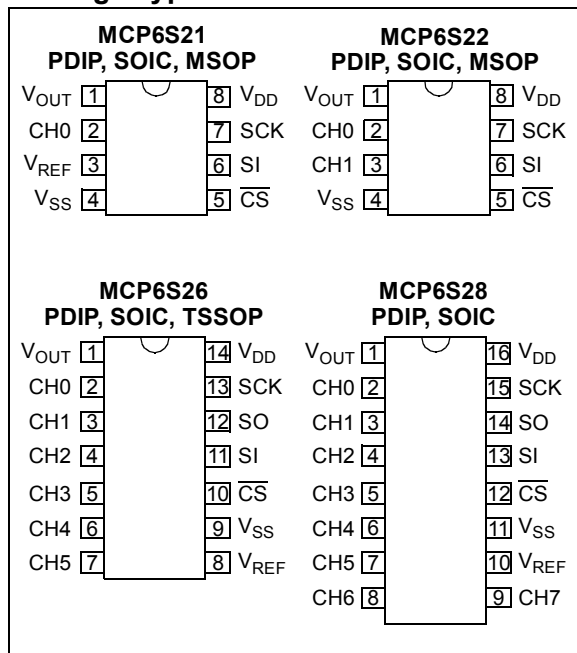 MCP6S21
PDIP, SOIC, MSOP
VOUT 1 8 VDD
CH0 2 7 SCK
VREF 3 6 SI
VSS 4 5 CS
MCP6S22
PDIP, SOIC, MSOP
VOUT 1 8 VDD
CH0 2 7 SCK
CH1 3 6 SI
VSS 4 5 CS
MCP6S26
PDIP, SOIC, TSSOP
VOUT 1 14 VDD
CH0 2 13 SCK
CH1 3 12 SO
CH2 4 11 SI
CH3 5 10 CS
CH4 6 9 VSS
CH5 7 8 VREF
MCP6S28
PDIP, SOIC
VOUT 1 16 VDD
CH0 2 15 SCK
CH1 3 14 SO
CH2 4 13 SI
CH3 5 12 CS
CH4 6 11 VSS
CH5 7 10 VREF
CH6 8 9 CH7